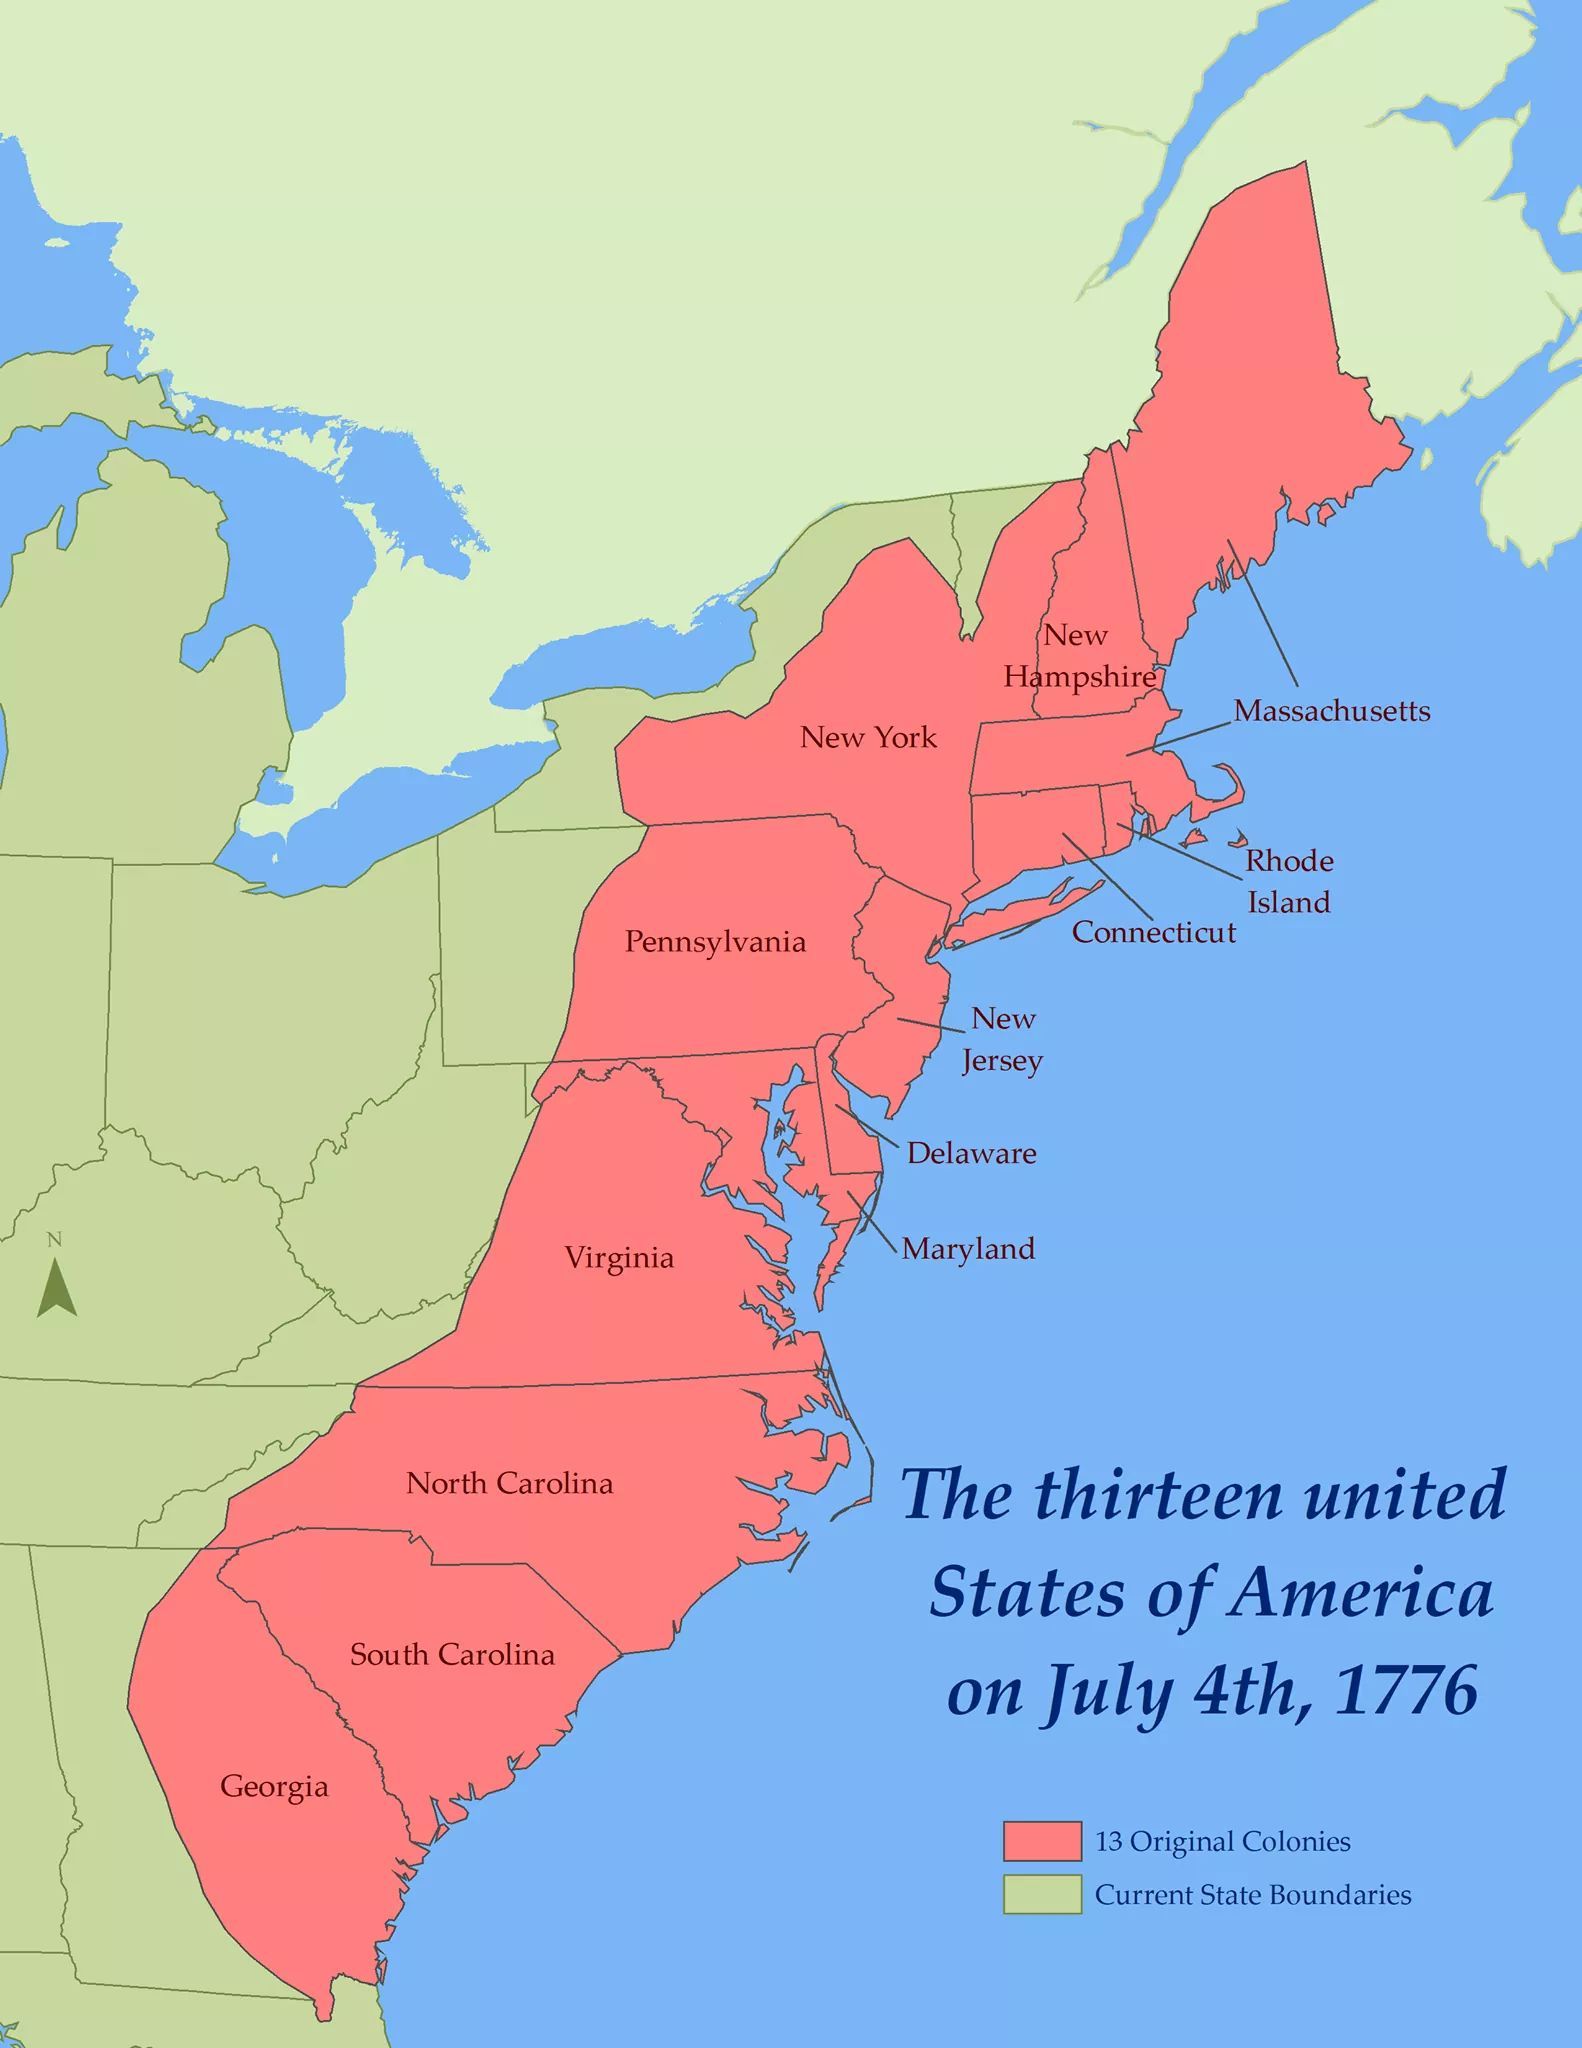 New
Hampshire
Massachusetts
New York
Rhode
Island
Connecticut
Pennsylvania
New
Jersey
Delaware
Maryland
N
Virginia
North Carolina
South Carolina
Georgia
The thirteen united
States of America
on July 4th, 1776
13 Original Colonies
Current State Boundaries